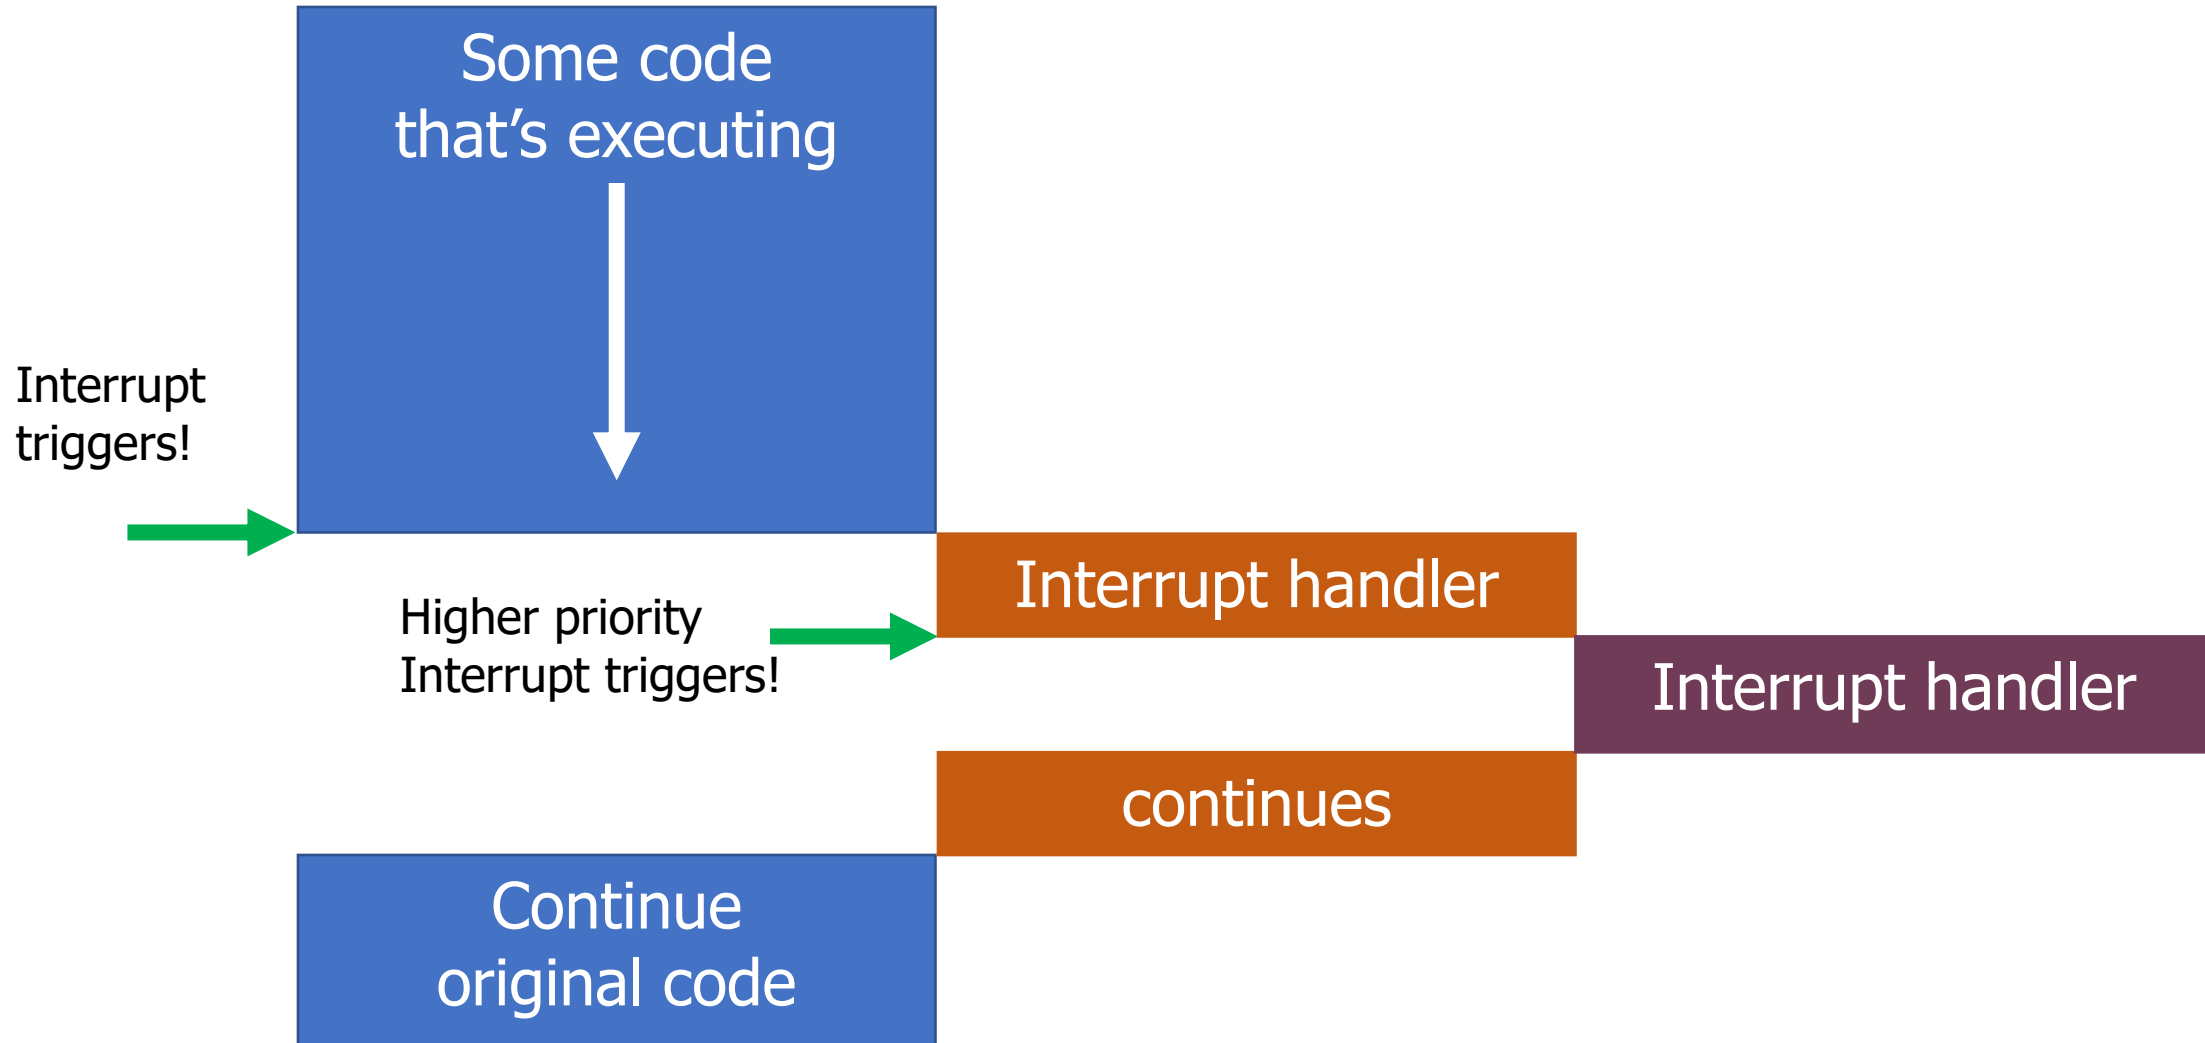 Some code
that’s executing
Interrupt
triggers!
Interrupt handler
Higher priority
Interrupt triggers!
Interrupt handler
continues
Continue
original code